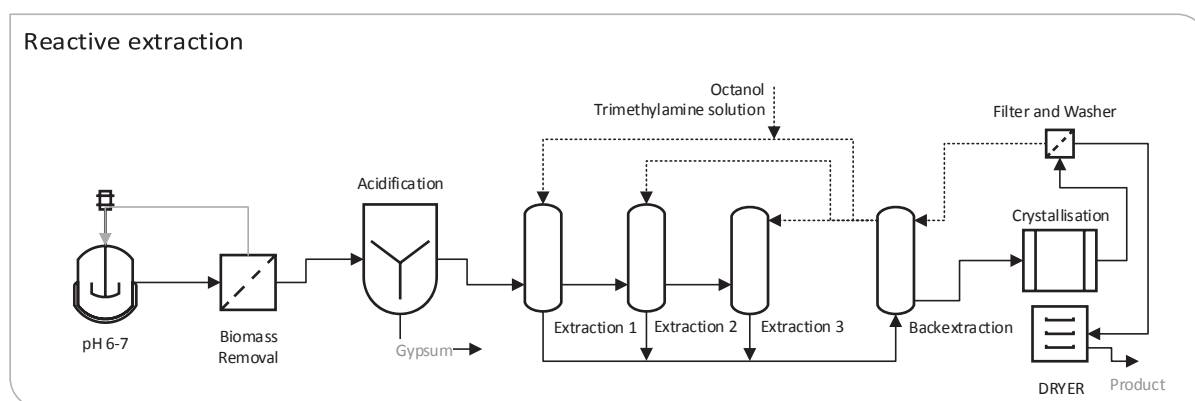 Reactive extraction
Octanol
Trimethylamine solution
Filter and Washer
Acidification
Crystallisation
pH 6-7
Biomass
Removal
Gypsum
Extraction 1
Extraction 2
Extraction 3
Backextraction
DRYER
Product